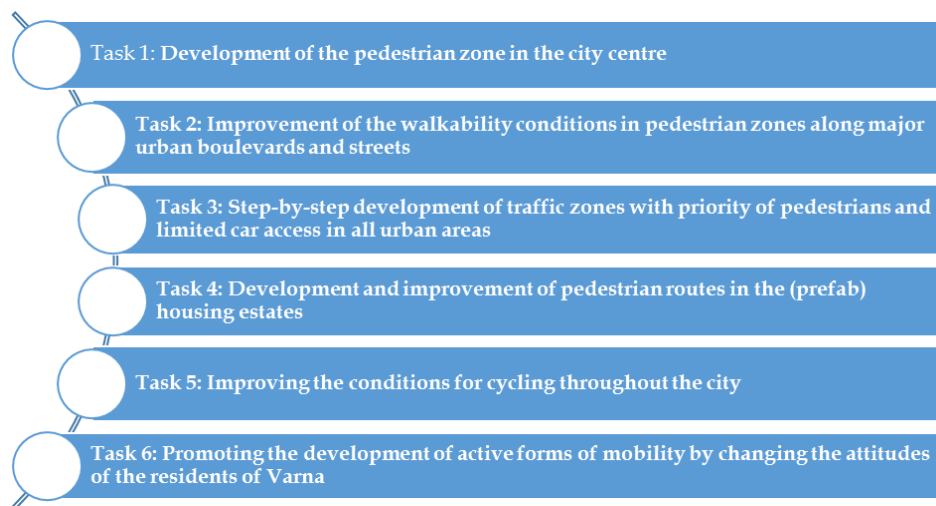 Task 1: Development of the pedestrian zone in the city centre
Task 2: Improvement of the walkability conditions in pedestrian zones along major
urban boulevards and streets
Task 3: Step-by-step development of traffic zones with priority of pedestrians and
limited car access in all urban areas
Task 4: Development and improvement of pedestrian routes in the (prefab)
housing estates
Task 5: Improving the conditions for cycling throughout the city
Task 6: Promoting the development of active forms of mobility by changing the attitudes
of the residents of Varna